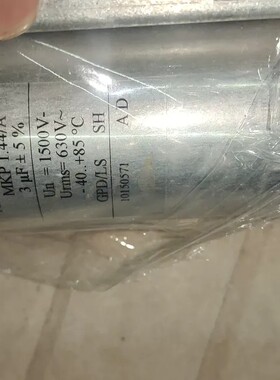 MKP 1.44/A
3 µF ± 5 %
Un = 1500 V-
Urms= 630 V~
- 40. +85 °C
GPD/LS SH A/D
10150571